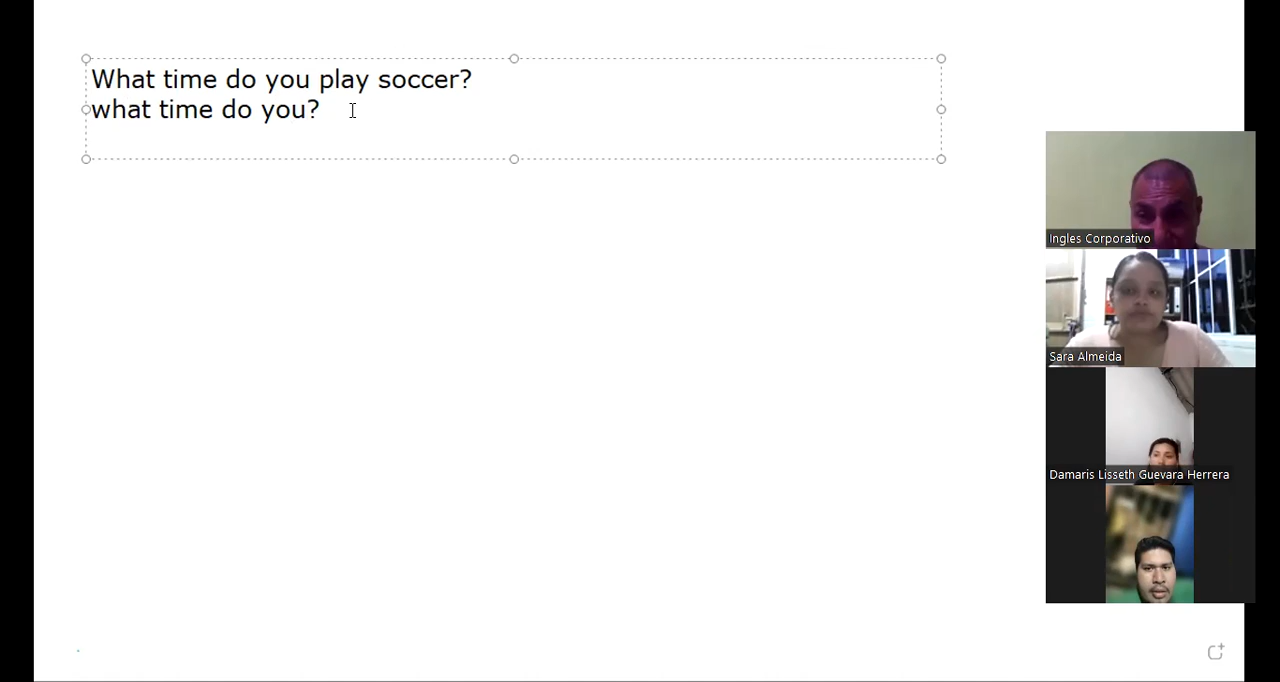 What time do you play soccer?
what time do you?
Ingles Corporativo
Sara Almeida
Damaris Lisseth Guevara Herrera